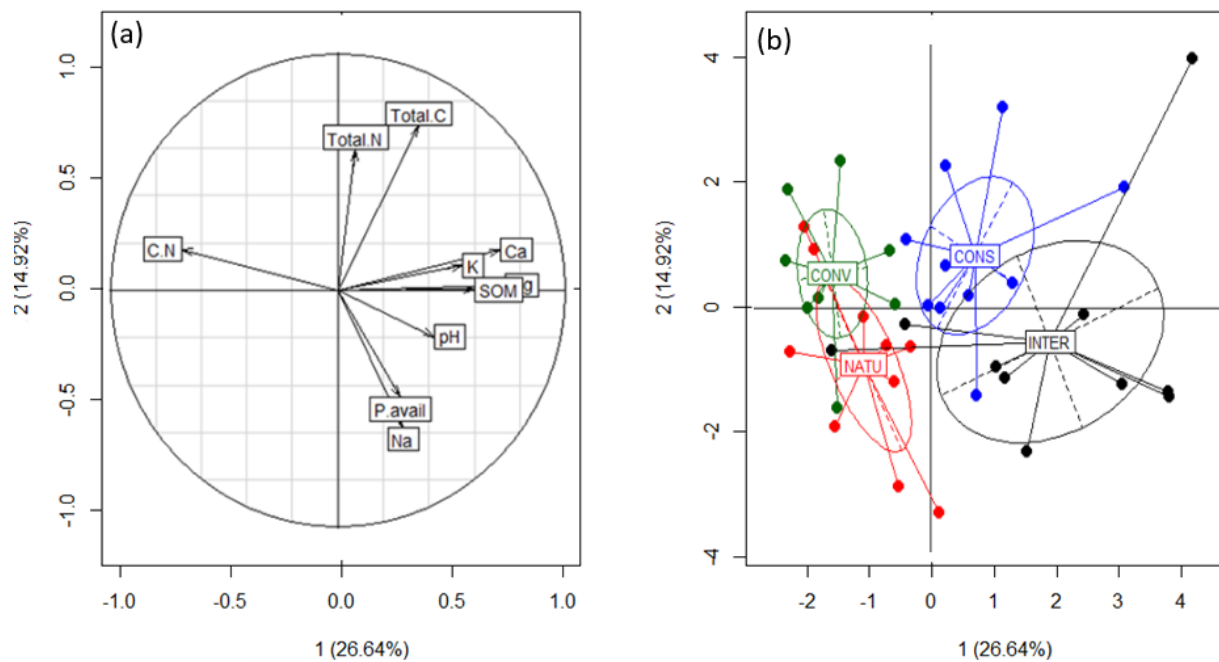 (a)
1.0
0.5
0.0
-0.5
-1.0
2 (14.92%)
Total.C
Total.N
C.N
Ca
K
g
SOM
pH
P.avail
Na
-1.0 -0.5 0.0 0.5 1.0
1 (26.64%)
(b)
4
2
0
-2
-4
2 (14.92%)
CONS
CONV
INTER
NATU
-2 -1 0 1 2 3 4
1 (26.64%)